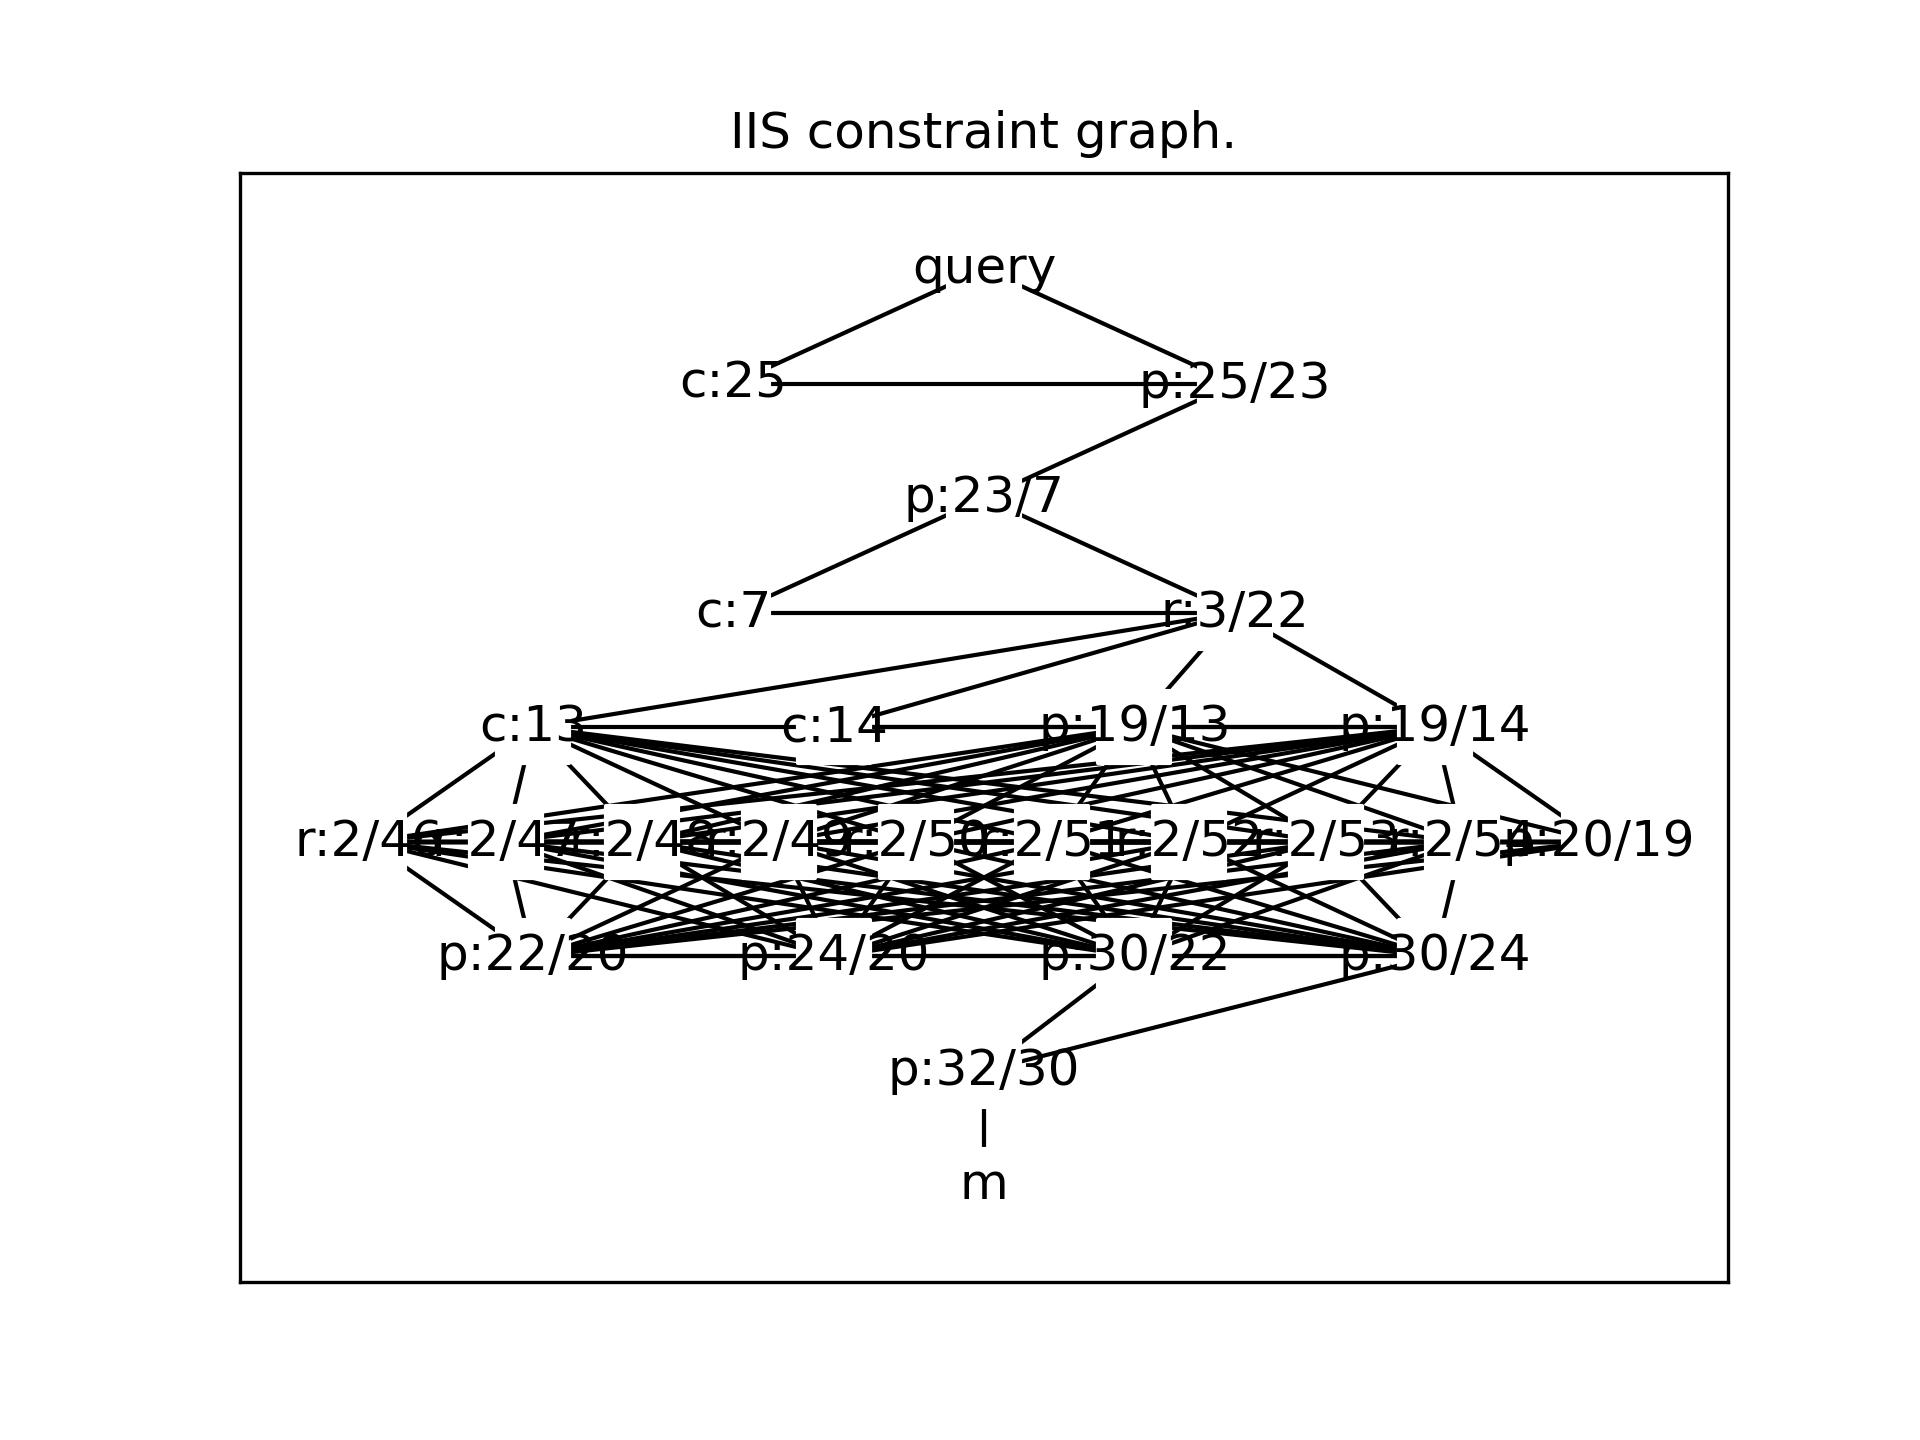 IIS constraint graph.
query
c:25 p:25/23
p:23/7
c:7 r:3/22
c:13 c:14 p:19/13 p:19/14
r:2/46 r:2/47 r:2/48 r:2/49 r:2/50 r:2/51 r:2/52 r:2/53 r:2/54 p:20/19
p:22/20 p:24/20 p:30/22 p:30/24
p:32/30
m